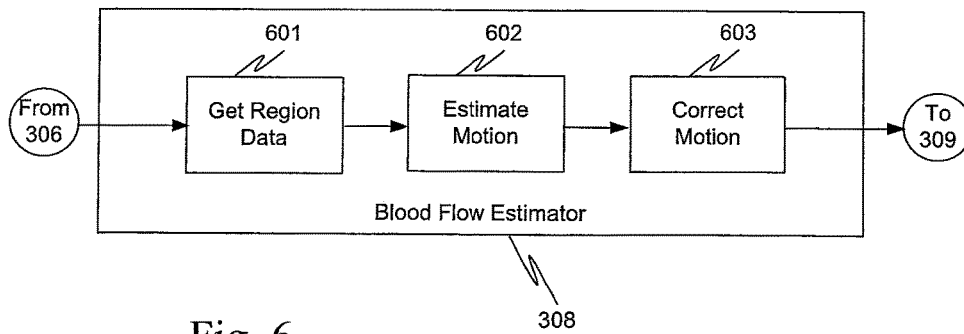 601
602
603
From
306
Get Region
Data
Estimate
Motion
Correct
Motion
To
309
Blood Flow Estimator
308
Fig. 6